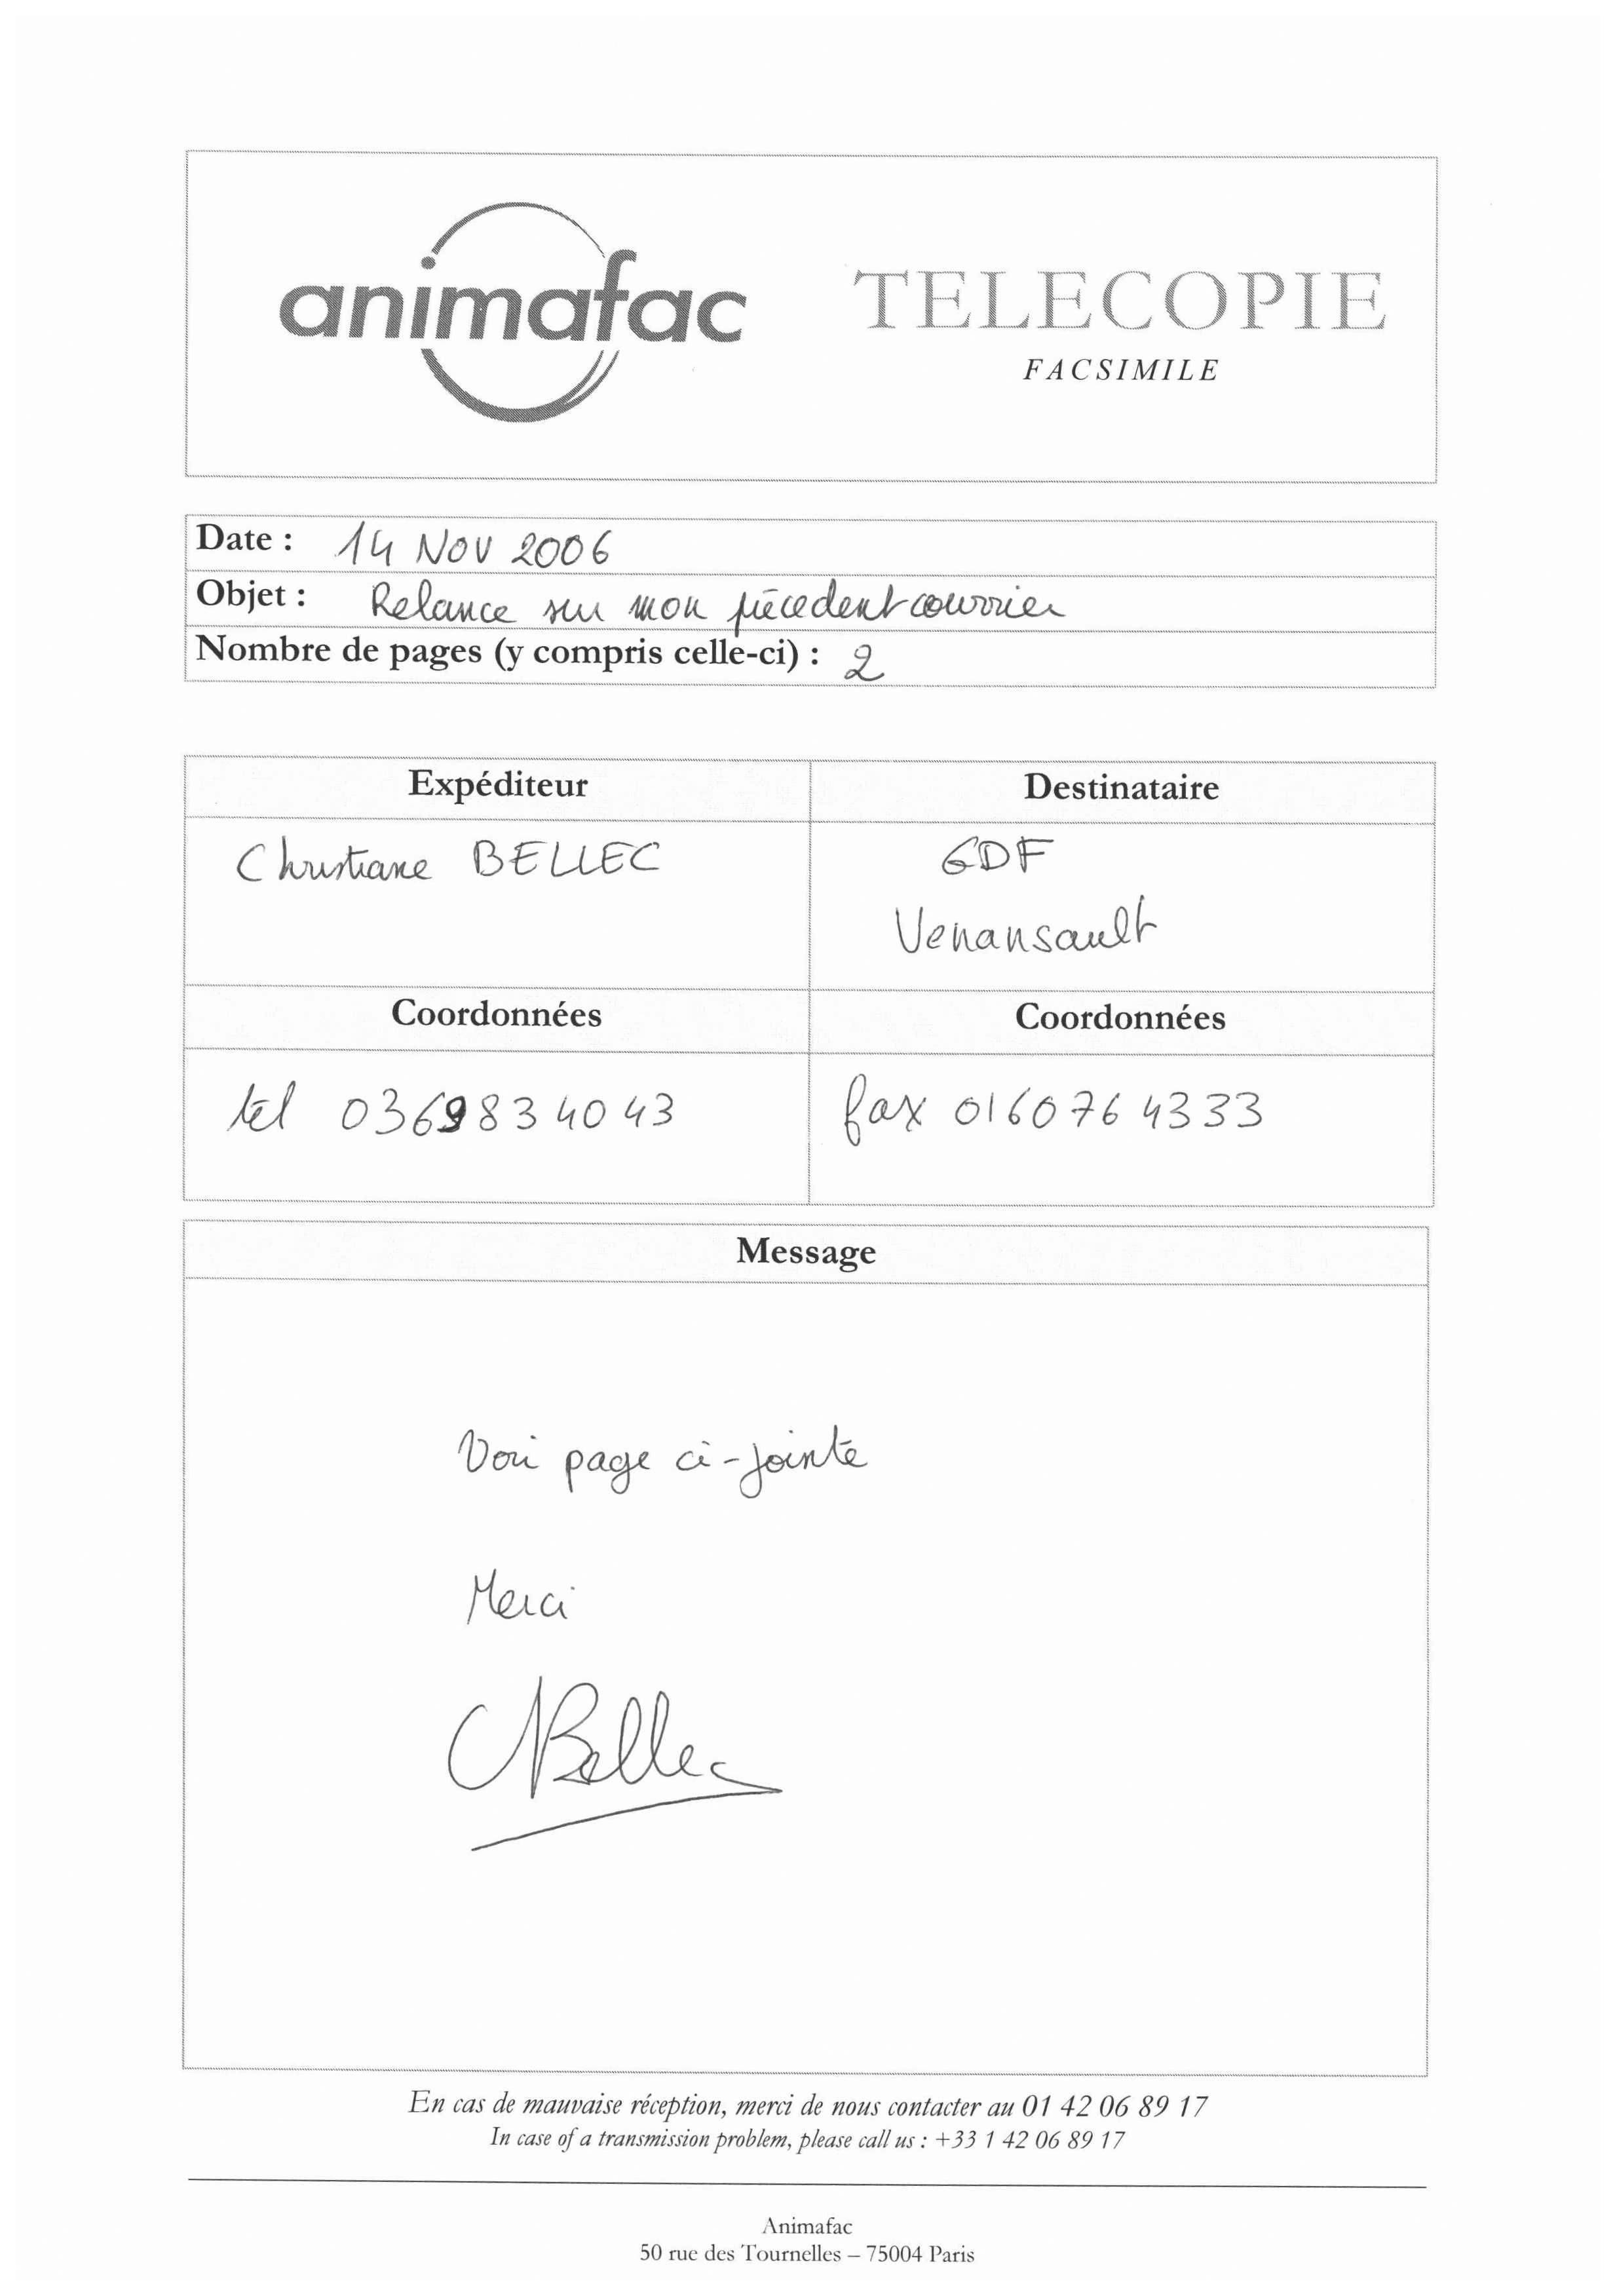 animafac
TELECOPIE
FACSIMILE
Date : 14 NOV 2006
Objet : Relance sur mon précedent courrier
Nombre de pages (y compris celle-ci) : 2
Expéditeur
Destinataire
Christiane BELLEC
GDF
Venansault
Coordonnées
Coordonnées
tel 0369834043
fax 0160764333
Message
Voir page ci-jointe
Merci
CBellec
En cas de mauvaise réception, merci de nous contacter au 01 42 06 89 17
In case of a transmission problem, please call us : +33 1 42 06 89 17
Animafac
50 rue des Tournelles – 75004 Paris